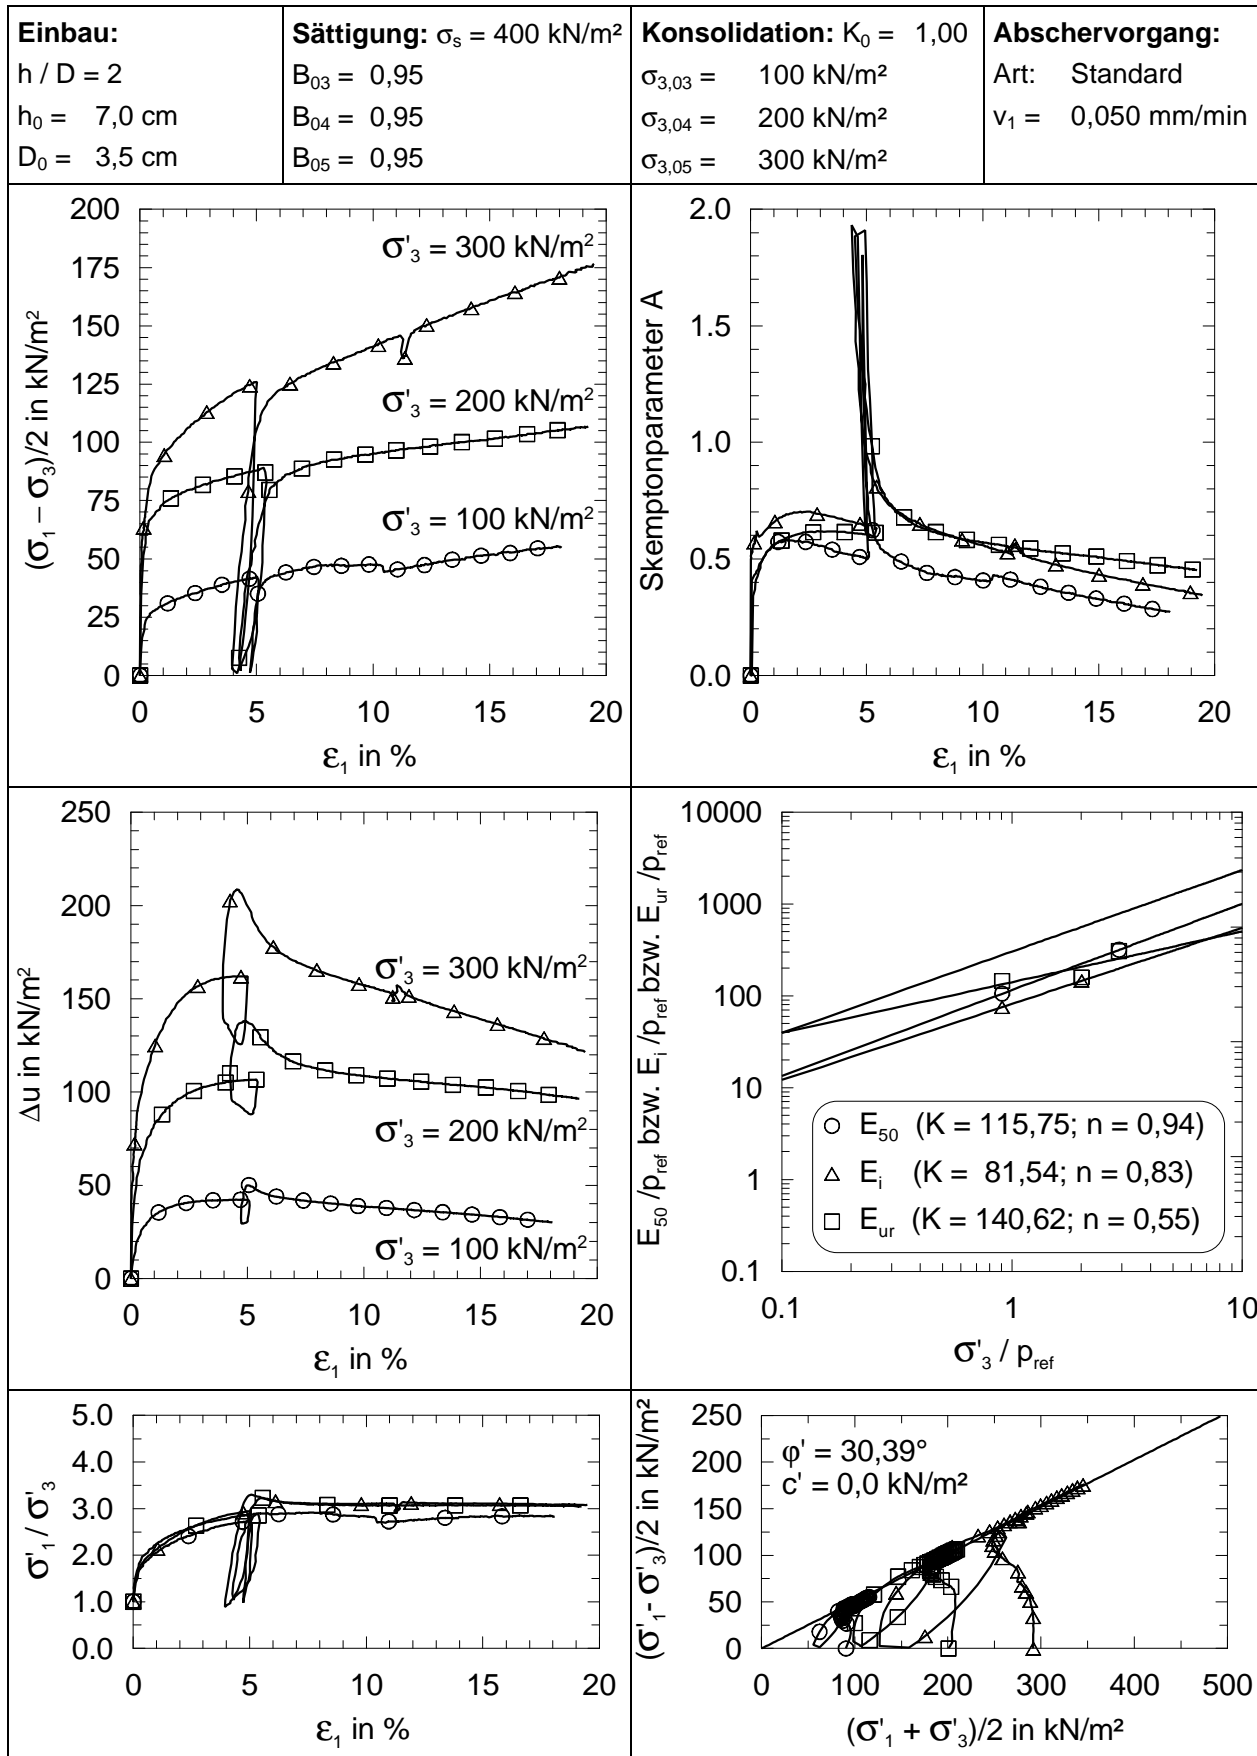 Einbau:
h / D = 2
h₀ = 7,0 cm
D₀ = 3,5 cm
Sättigung: σₛ = 400 kN/m²
B₀₃ = 0,95
B₀₄ = 0,95
B₀₅ = 0,95
Konsolidation: K₀ = 1,00
σ₃,₀₃ = 100 kN/m²
σ₃,₀₄ = 200 kN/m²
σ₃,₀₅ = 300 kN/m²
Abschervorgang:
Art: Standard
v₁ = 0,050 mm/min
(σ₁ − σ₃)/2 in kN/m²
200
175
150
125
100
75
50
25
0
σ'₃ = 300 kN/m²
σ'₃ = 200 kN/m²
σ'₃ = 100 kN/m²
0 5 10 15 20
ε₁ in %
Skemptonparameter A
2.0
1.5
1.0
0.5
0.0
0 5 10 15 20
ε₁ in %
Δu in kN/m²
250
200
150
100
50
0
σ'₃ = 300 kN/m²
σ'₃ = 200 kN/m²
σ'₃ = 100 kN/m²
0 5 10 15 20
ε₁ in %
E₅₀ /p_ref bzw. E_i /p_ref bzw. E_ur /p_ref
10000
1000
100
10
1
0.1
E₅₀ (K = 115,75; n = 0,94)
E_i (K = 81,54; n = 0,83)
E_ur (K = 140,62; n = 0,55)
0.1 1 10
σ'₃ / p_ref
σ'₁ / σ'₃
5.0
4.0
3.0
2.0
1.0
0.0
0 5 10 15 20
ε₁ in %
(σ'₁- σ'₃)/2 in kN/m²
250
200
150
100
50
0
φ' = 30,39°
c' = 0,0 kN/m²
0 100 200 300 400 500
(σ'₁ + σ'₃)/2 in kN/m²